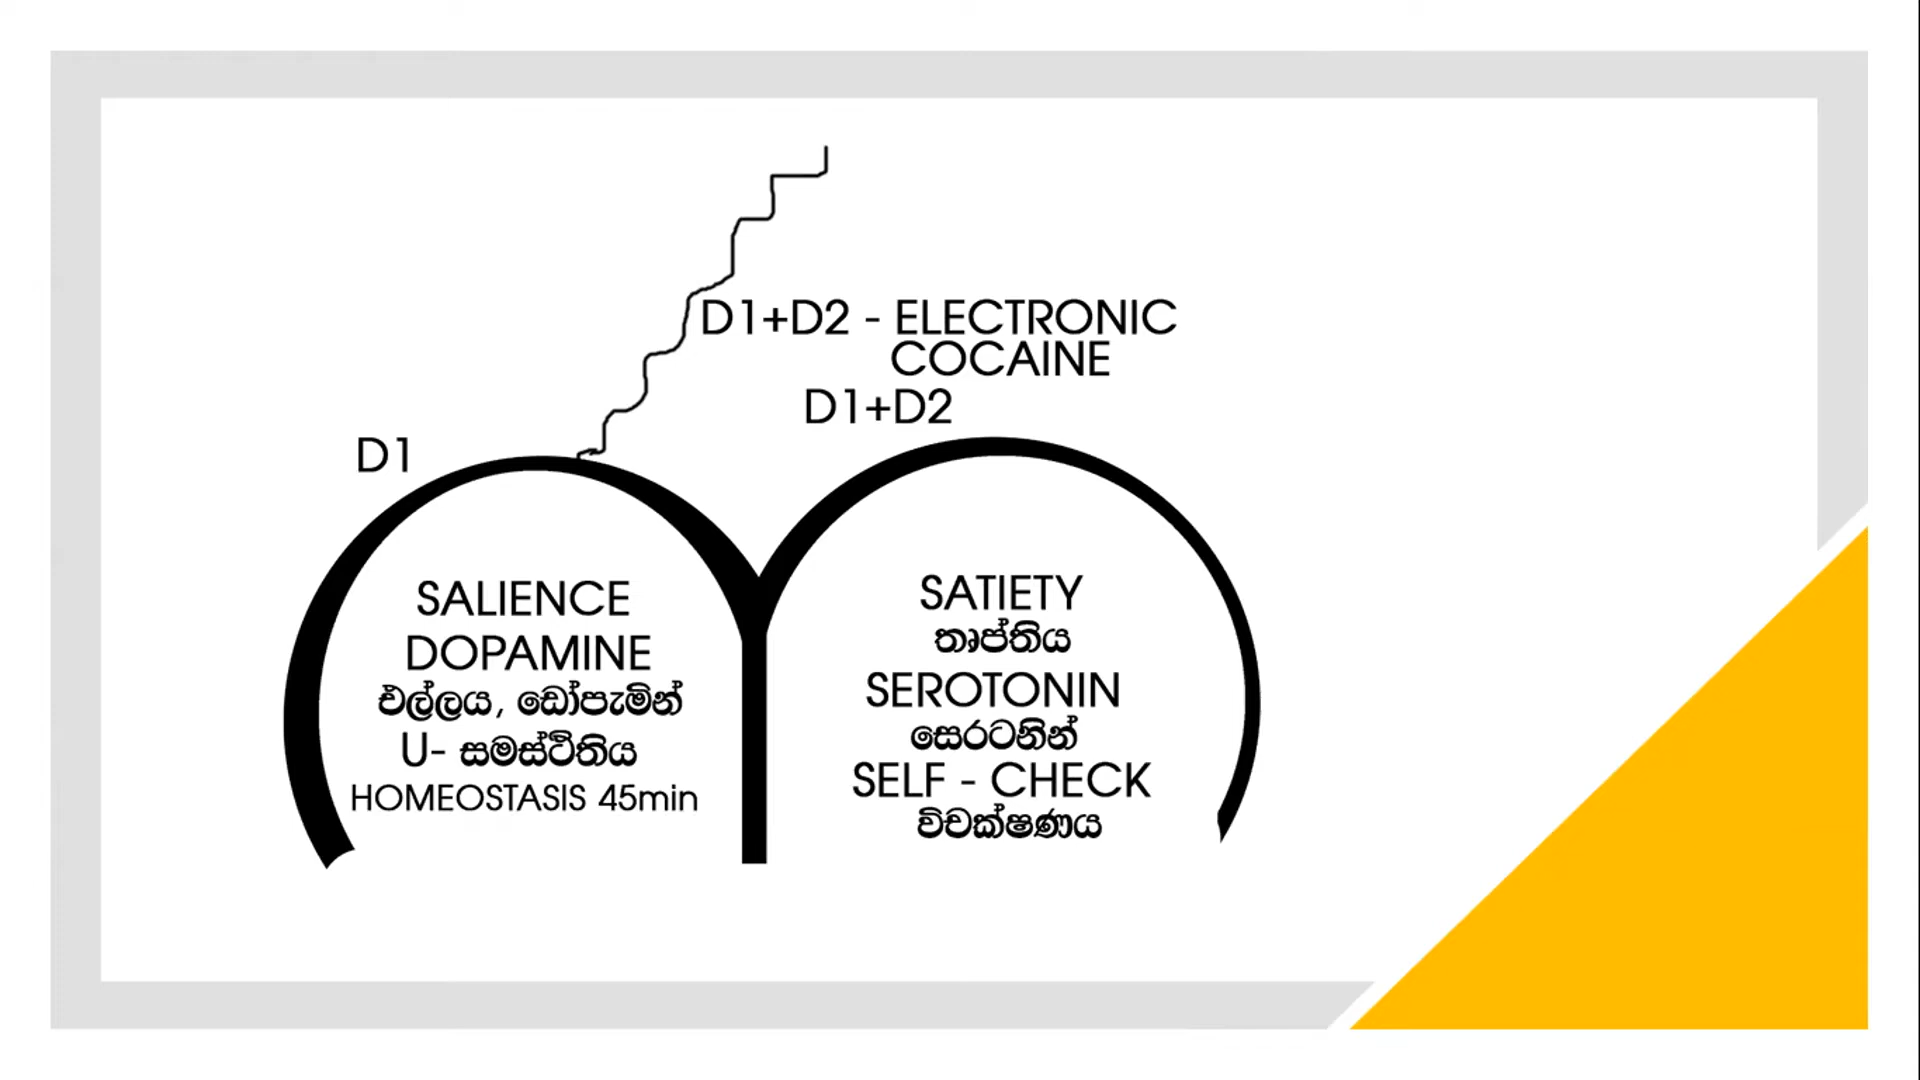 D1+D2 - ELECTRONIC
COCAINE
D1+D2
D1
SALIENCE
DOPAMINE
එල්ලය, ඩෝපැමින්
U- සමස්ථිතිය
HOMEOSTASIS 45min
SATIETY
තෘප්තිය
SEROTONIN
සෙරටනින්
SELF - CHECK
විචක්ෂණය